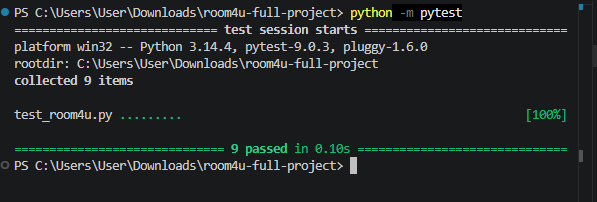 PS C:\Users\User\Downloads\room4u-full-project> python -m pytest
============================= test session starts =============================
platform win32 -- Python 3.14.4, pytest-9.0.3, pluggy-1.6.0
rootdir: C:\Users\User\Downloads\room4u-full-project
collected 9 items
test_room4u.py ......... [100%]
============================== 9 passed in 0.10s ==============================
PS C:\Users\User\Downloads\room4u-full-project>